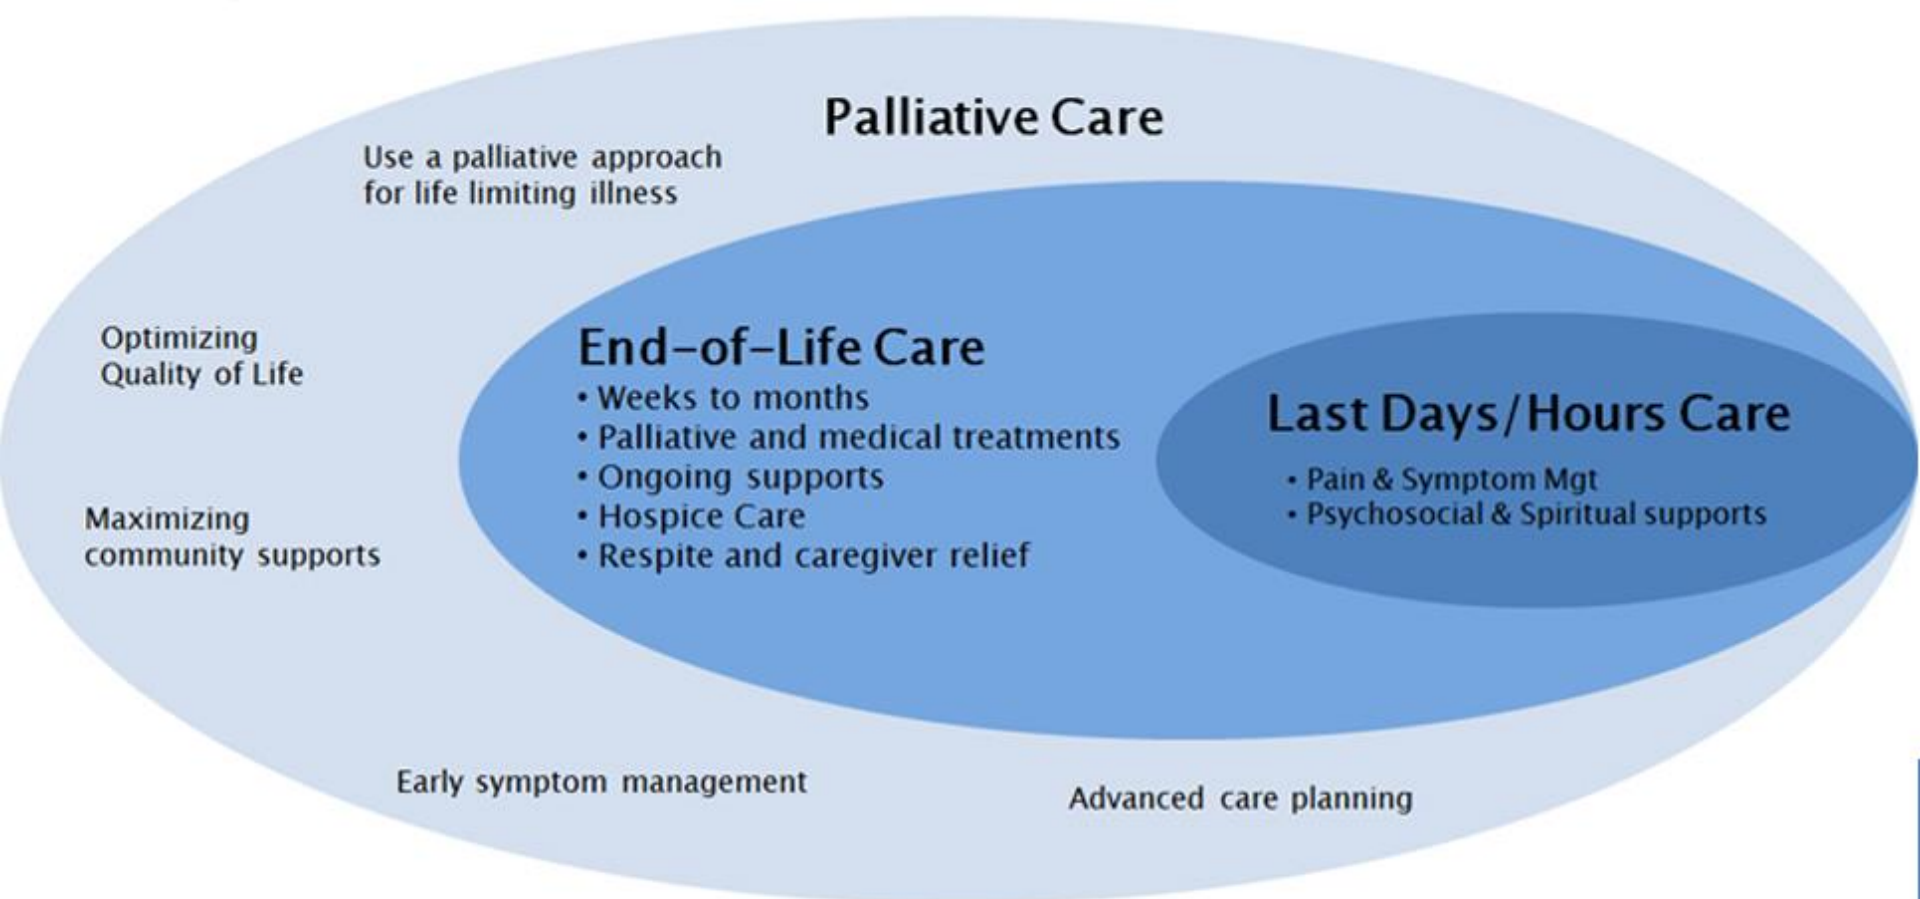 Palliative Care
Use a palliative approach
for life limiting illness
Optimizing
Quality of Life
Maximizing
community supports
End-of-Life Care
• Weeks to months
• Palliative and medical treatments
• Ongoing supports
• Hospice Care
• Respite and caregiver relief
Last Days/Hours Care
• Pain & Symptom Mgt
• Psychosocial & Spiritual supports
Early symptom management
Advanced care planning